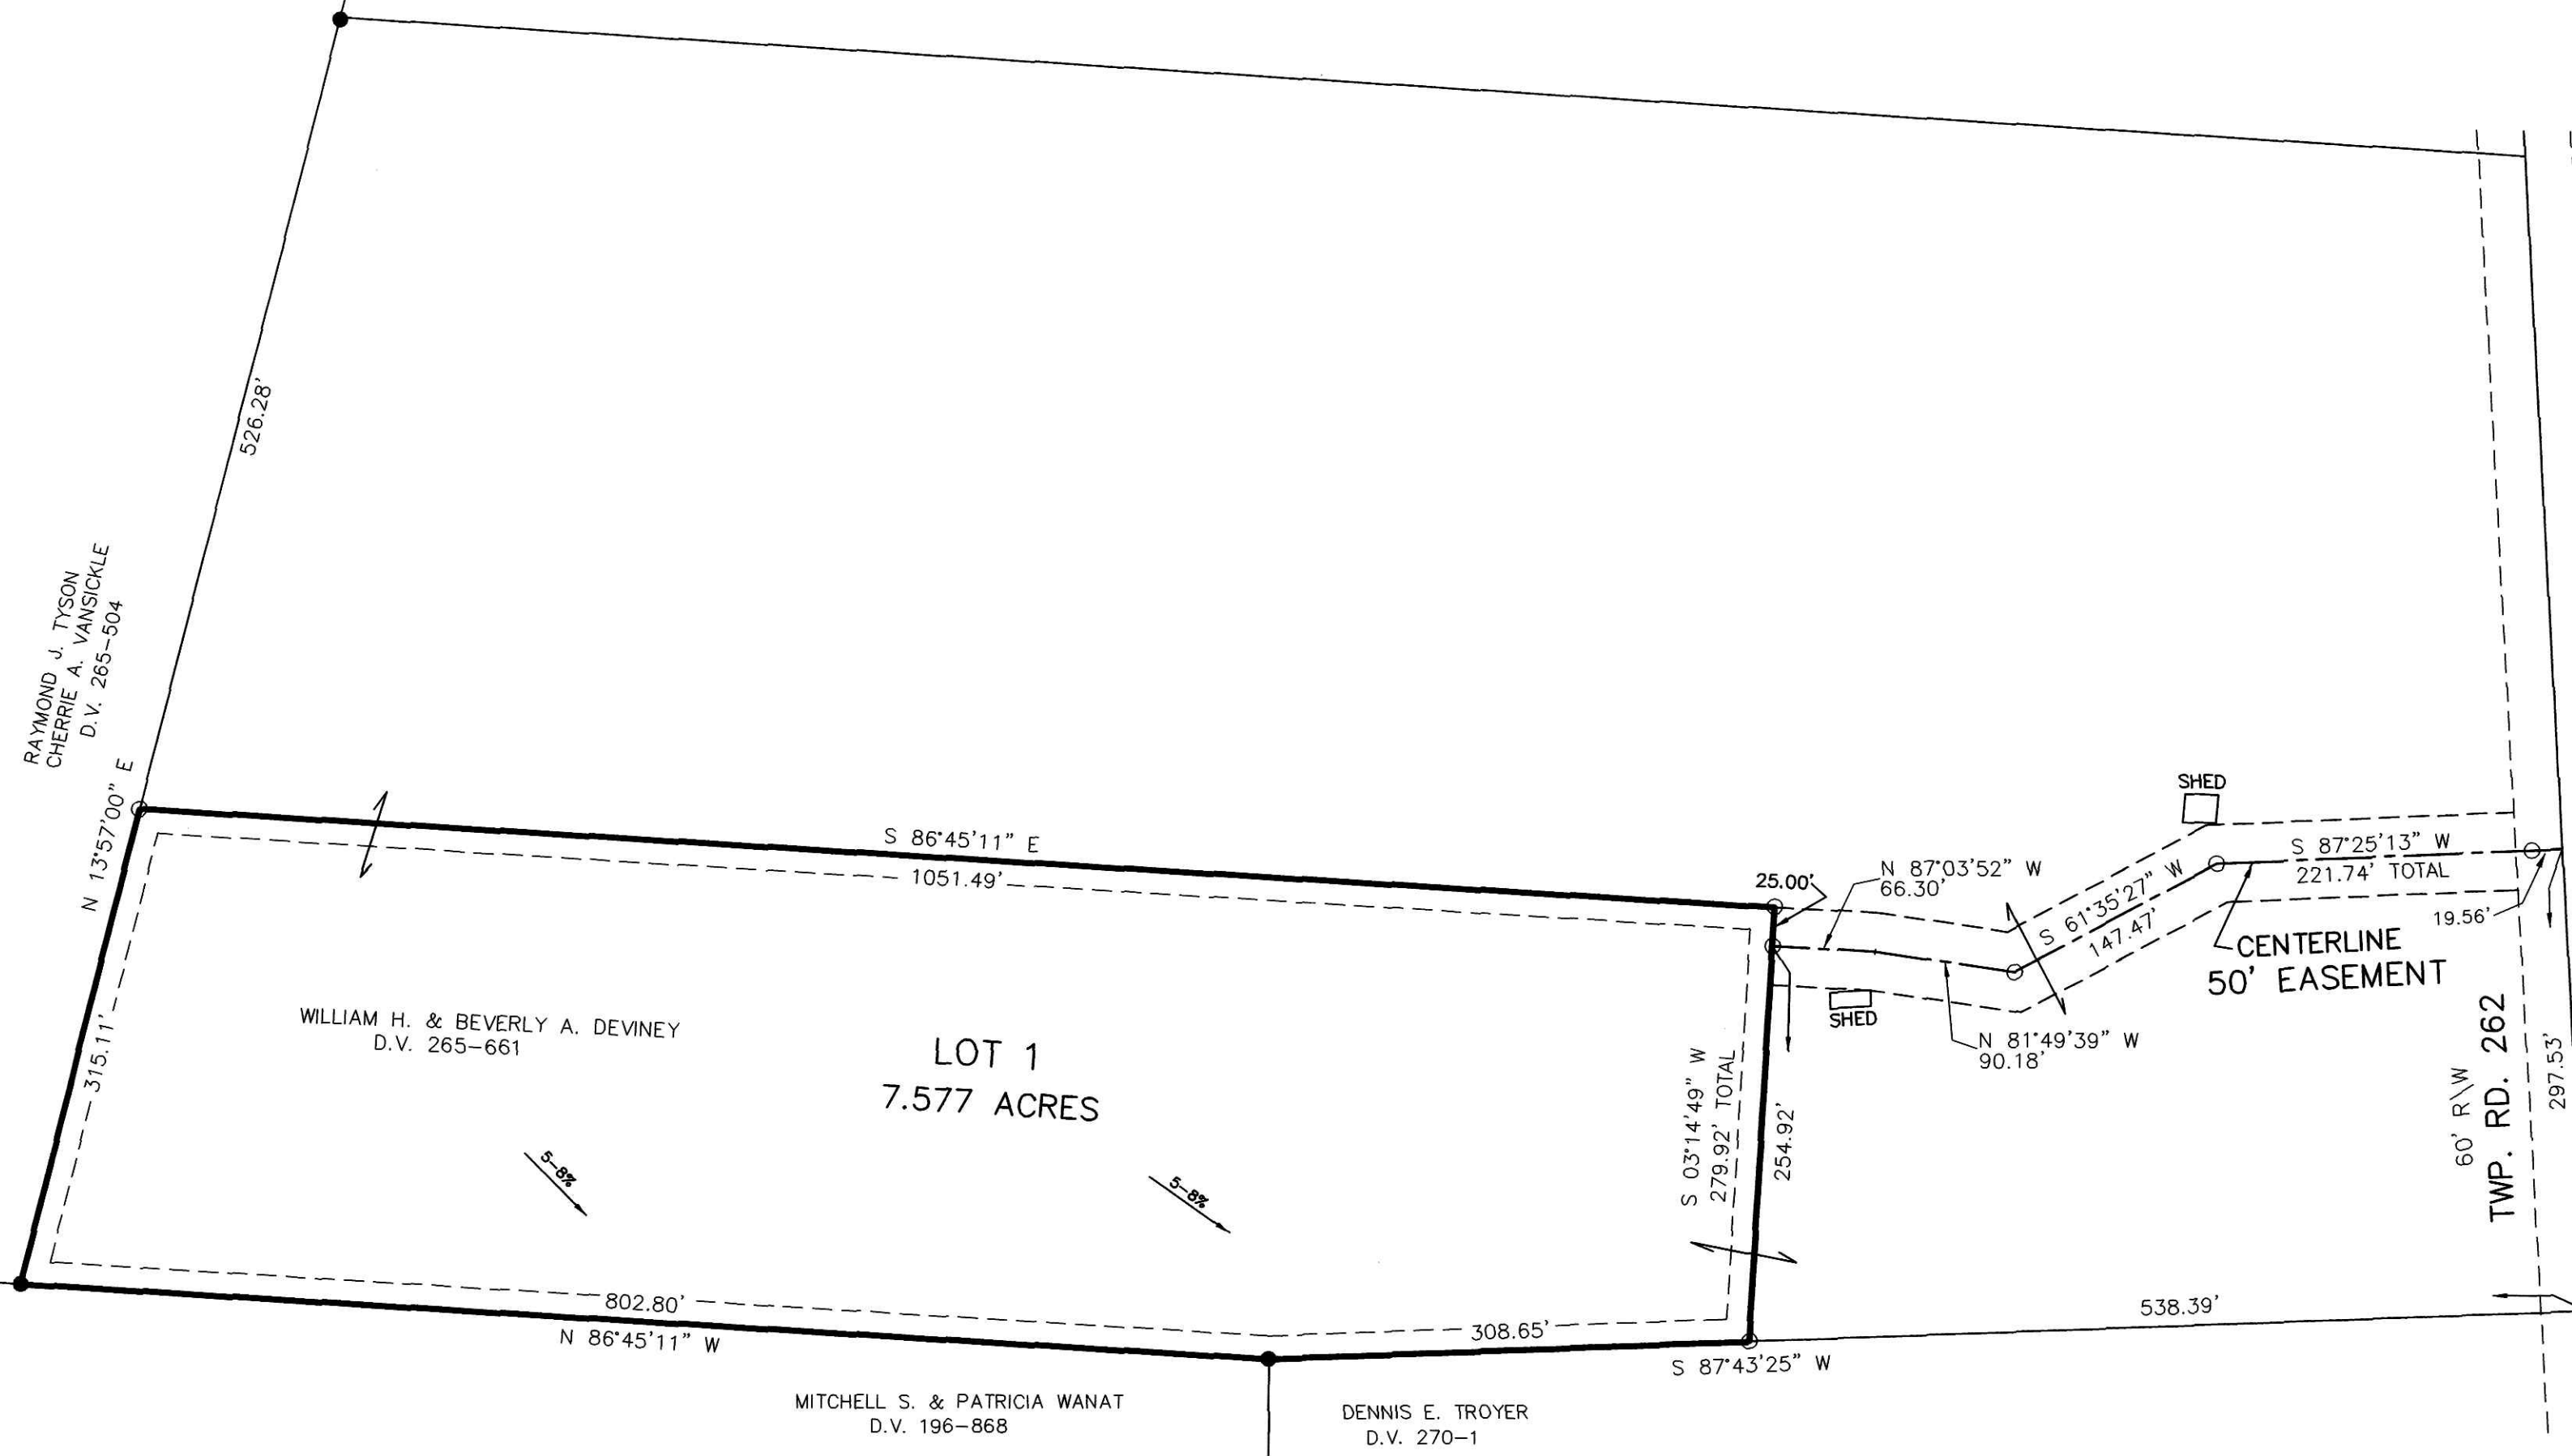 526.28'
RAYMOND J. TYSON
CHERRIE A. VANSICKLE
D.V. 265-504
N 13°57'00" E
315.11'
S 86°45'11" E
1051.49'
WILLIAM H. & BEVERLY A. DEVINEY
D.V. 265-661
LOT 1
7.577 ACRES
5-8%
5-8%
802.80'
N 86°45'11" W
308.65'
S 87°43'25" W
MITCHELL S. & PATRICIA WANAT
D.V. 196-868
DENNIS E. TROYER
D.V. 270-1
S 03°14'49" W
279.92' TOTAL
254.92'
25.00'
N 87°03'52" W
66.30'
SHED
N 81°49'39" W
90.18'
S 61°35'27" W
147.47'
SHED
S 87°25'13" W
221.74' TOTAL
19.56'
CENTERLINE
50' EASEMENT
60' R\W
TWP. RD. 262
297.53'
538.39'